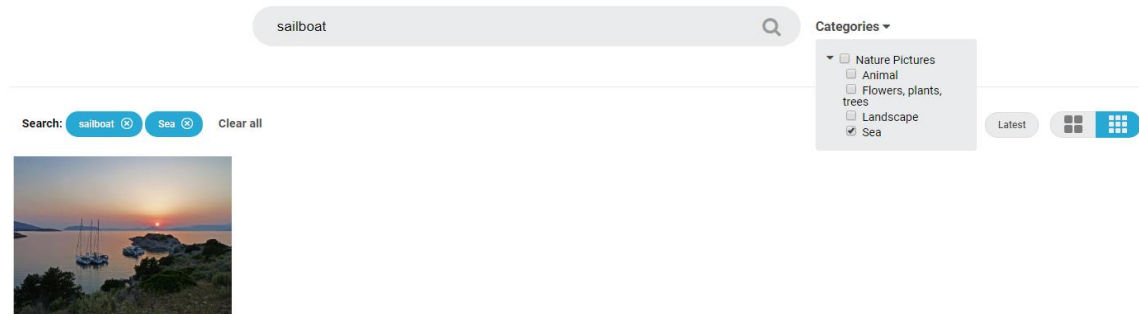 sailboat
Categories
Nature Pictures
Animal
Flowers, plants,
trees
Landscape
Sea
Search: sailboat Sea Clear all
Latest